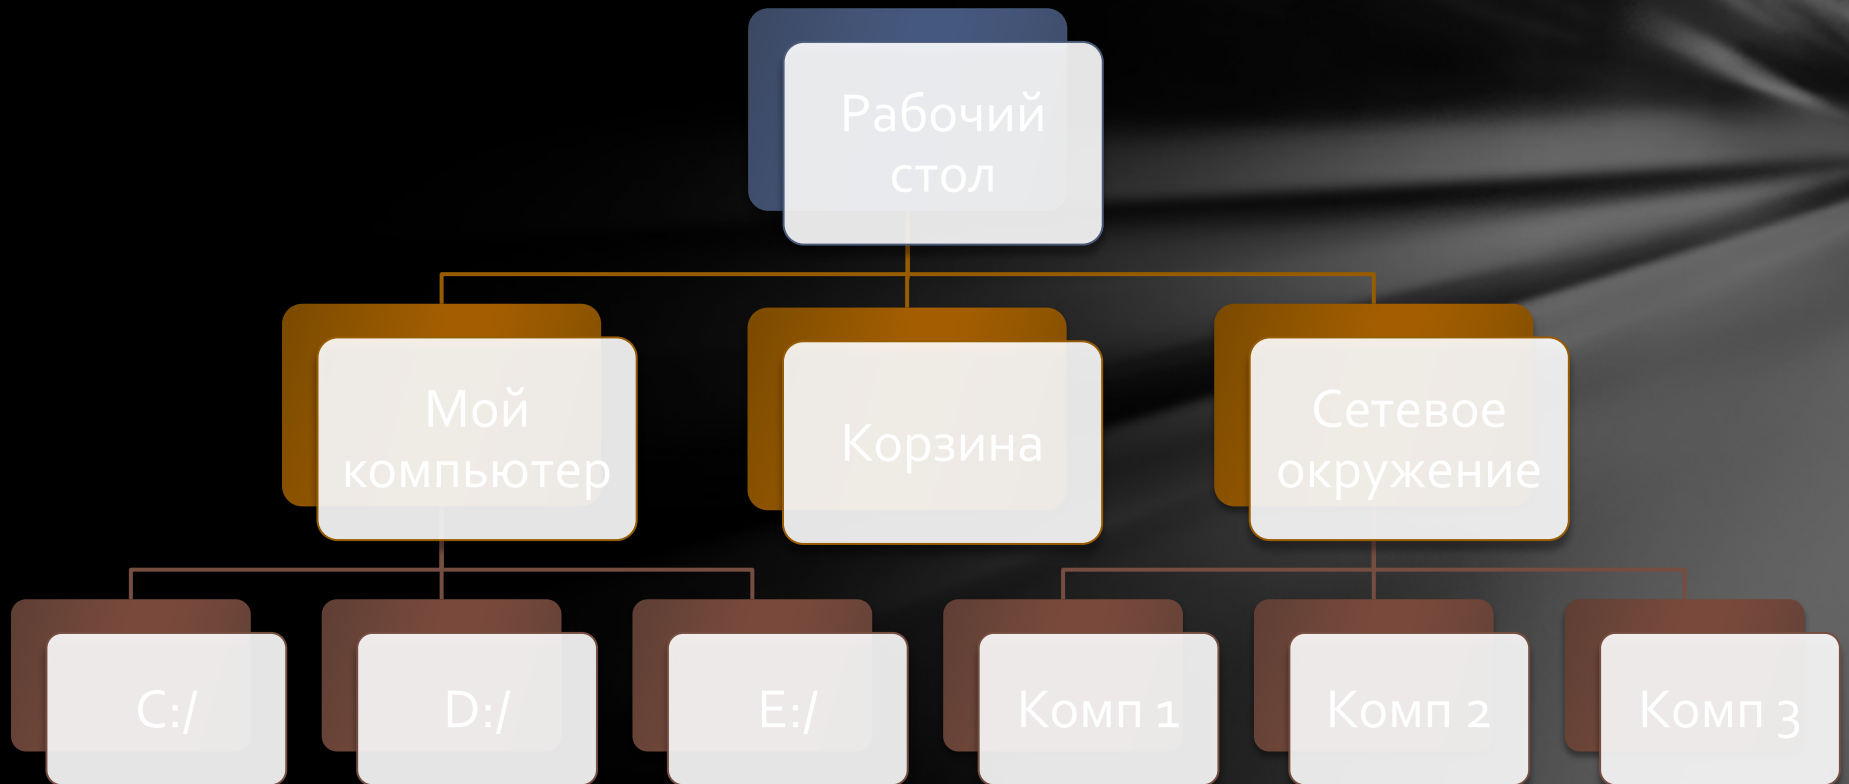 Рабочий
стол
Мой
компьютер
Корзина
Сетевое
окружение
C:/
D:/
E:/
Комп 1
Комп 2
Комп 3